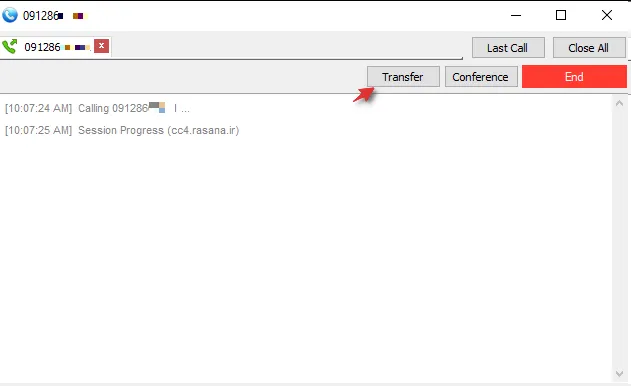 091286
091286 x
Last Call Close All
Transfer Conference End
[10:07:24 AM] Calling 091286 ...
[10:07:25 AM] Session Progress (cc4.rasana.ir)